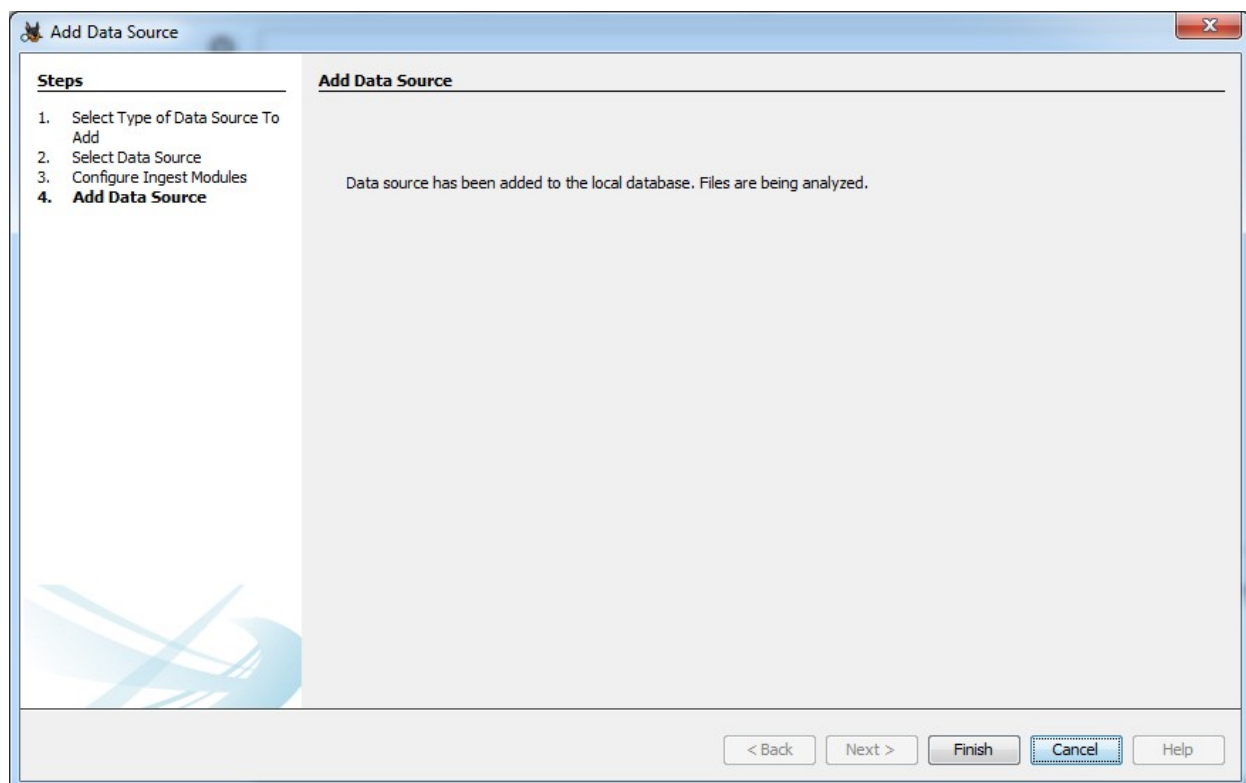 Add Data Source
Steps
1. Select Type of Data Source To
Add
2. Select Data Source
3. Configure Ingest Modules
4. Add Data Source
Add Data Source
Data source has been added to the local database. Files are being analyzed.
< Back Next > Finish Cancel Help